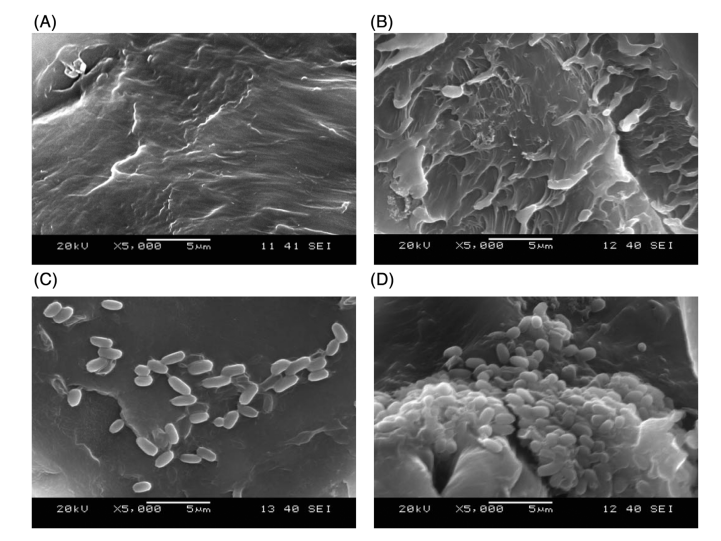 (A)
(B)
20kV X5,000 5μm 11 41 SEI
20kV X5,000 5μm 12 40 SEI
(C)
(D)
20kV X5,000 5μm 13 40 SEI
20kV X5,000 5μm 12 40 SEI